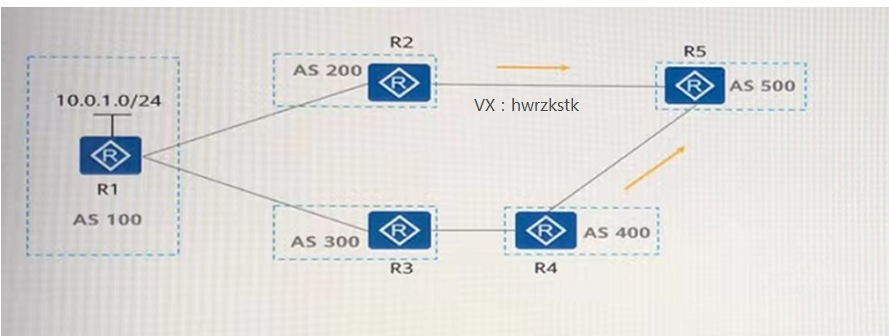 R2
AS 200
R5
AS 500
10.0.1.0/24
VX：hwrzkstk
R1
AS 100
AS 300
R3
AS 400
R4